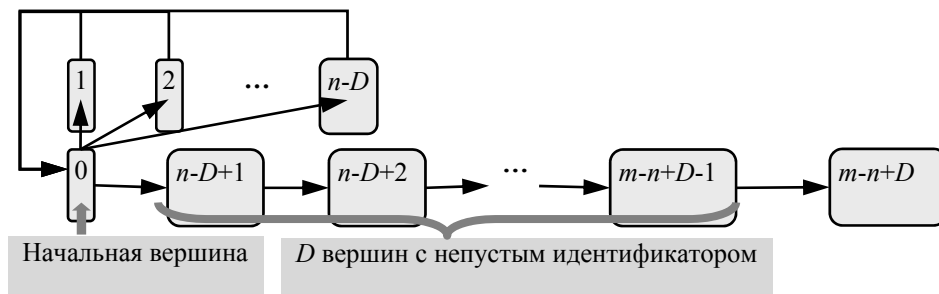 1 2 ... n-D
0 n-D+1 n-D+2 ... m-n+D-1 m-n+D
Начальная вершина D вершин с непустым идентификатором